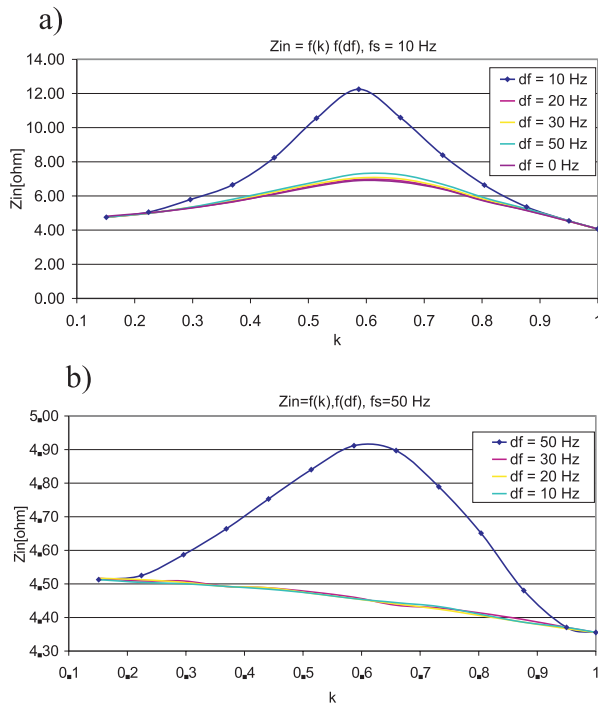 a)
Zin = f(k) f(df), fs = 10 Hz
14.00
12.00
10.00
8.00
6.00
4.00
2.00
0.00
Zin[ohm]
df = 10 Hz
df = 20 Hz
df = 30 Hz
df = 50 Hz
df = 0 Hz
0.1 0.2 0.3 0.4 0.5 0.6 0.7 0.8 0.9 1
k
b)
Zin=f(k),f(df), fs=50 Hz
5.00
4.90
4.80
4.70
4.60
4.50
4.40
4.30
Zin[ohm]
df = 50 Hz
df = 30 Hz
df = 20 Hz
df = 10 Hz
0.1 0.2 0.3 0.4 0.5 0.6 0.7 0.8 0.9 1
k